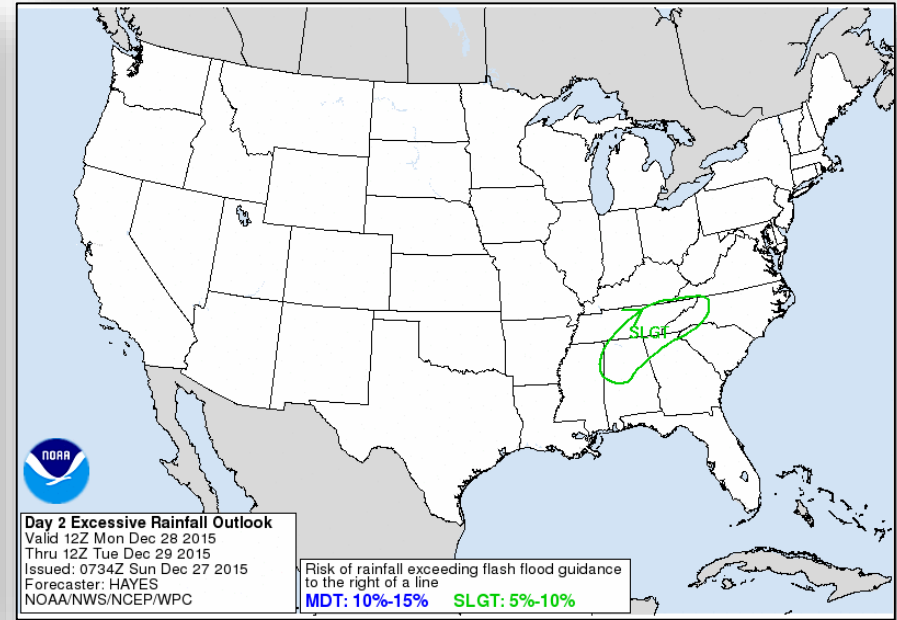 SLGT
NOAA
Day 2 Excessive Rainfall Outlook
Valid 12Z Mon Dec 28 2015
Thru 12Z Tue Dec 29 2015
Issued: 0734Z Sun Dec 27 2015
Forecaster: HAYES
NOAA/NWS/NCEP/WPC
Risk of rainfall exceeding flash flood guidance
to the right of a line
MDT: 10%-15% SLGT: 5%-10%